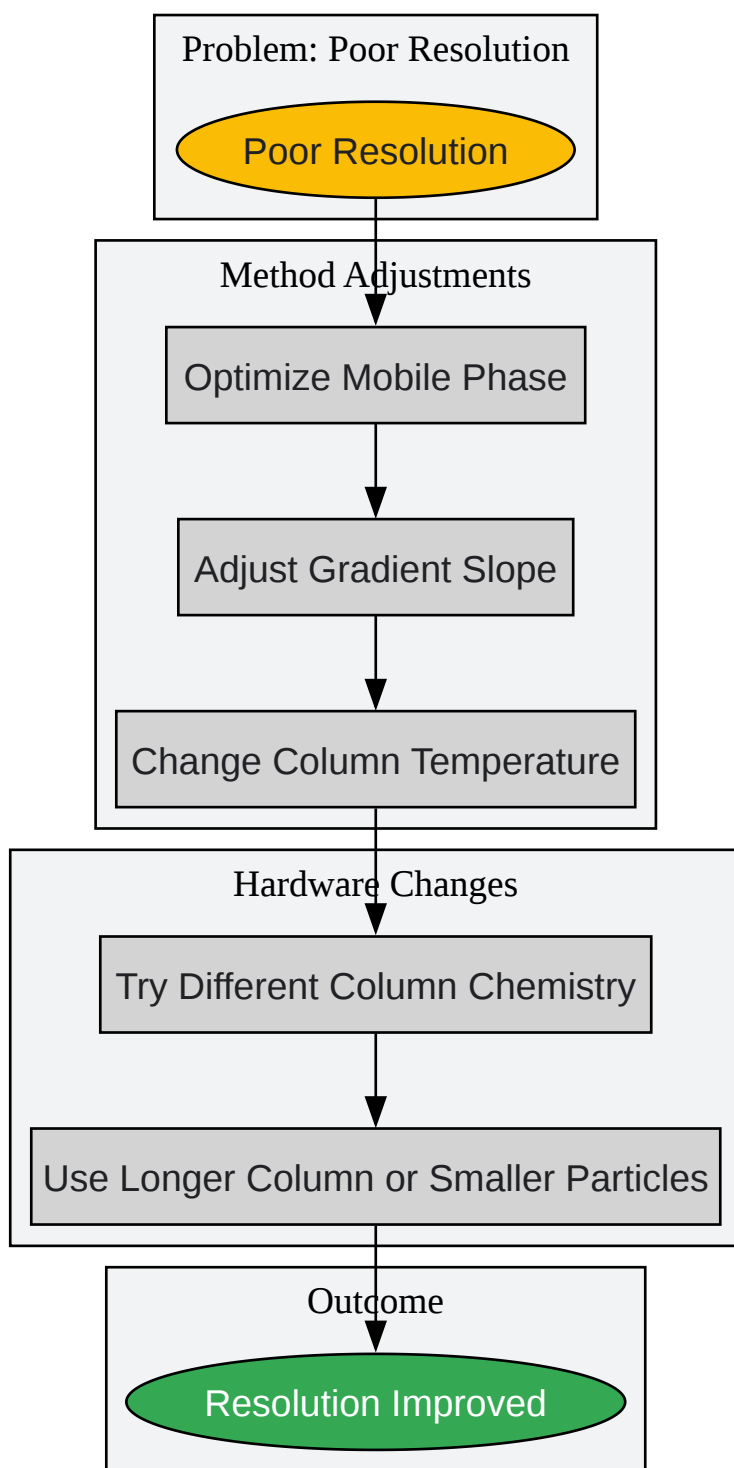 Problem: Poor Resolution
Poor Resolution
Method Adjustments
Optimize Mobile Phase
Adjust Gradient Slope
Change Column Temperature
Hardware Changes
Try Different Column Chemistry
Use Longer Column or Smaller Particles
Outcome
Resolution Improved